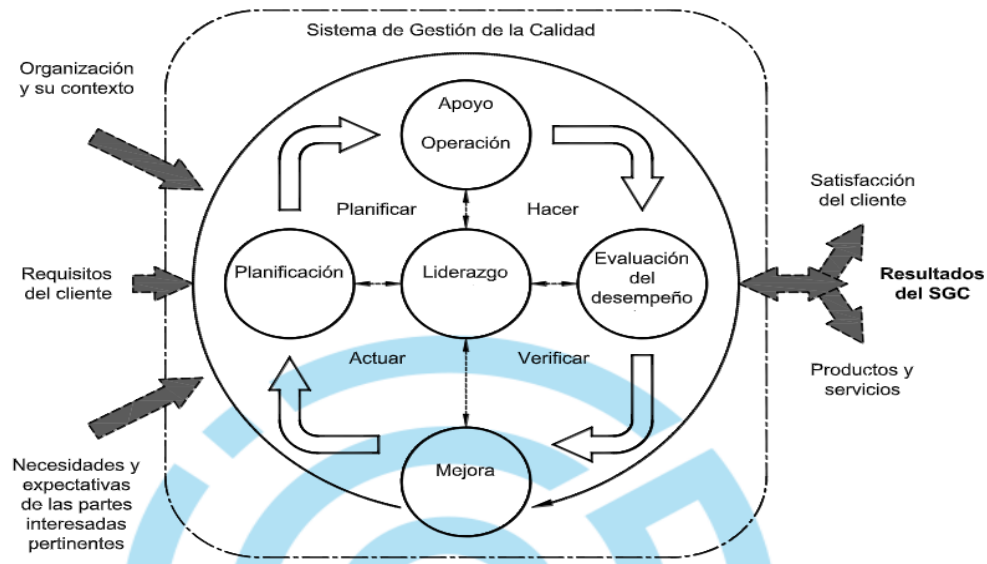 Sistema de Gestión de la Calidad
Organización
y su contexto
Apoyo
Operación
Planificar
Hacer
Satisfacción
del cliente
Requisitos
del cliente
Planificación
Liderazgo
Evaluación
del
desempeño
Resultados
del SGC
Actuar
Verificar
Productos y
servicios
Necesidades y
expectativas
de las partes
interesadas
pertinentes
Mejora